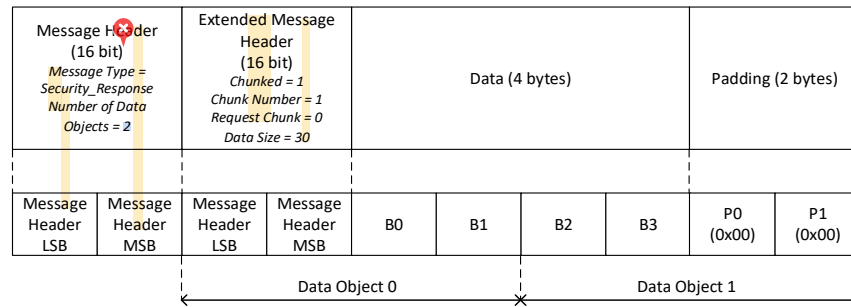 Message Header
(16 bit)
Message Type =
Security_Response
Number of Data
Objects = 2
Extended Message
Header
(16 bit)
Chunked = 1
Chunk Number = 1
Request Chunk = 0
Data Size = 30
Data (4 bytes)
Padding (2 bytes)
Message
Header
LSB
Message
Header
MSB
Message
Header
LSB
Message
Header
MSB
B0
B1
B2
B3
P0
(0x00)
P1
(0x00)
Data Object 0
Data Object 1